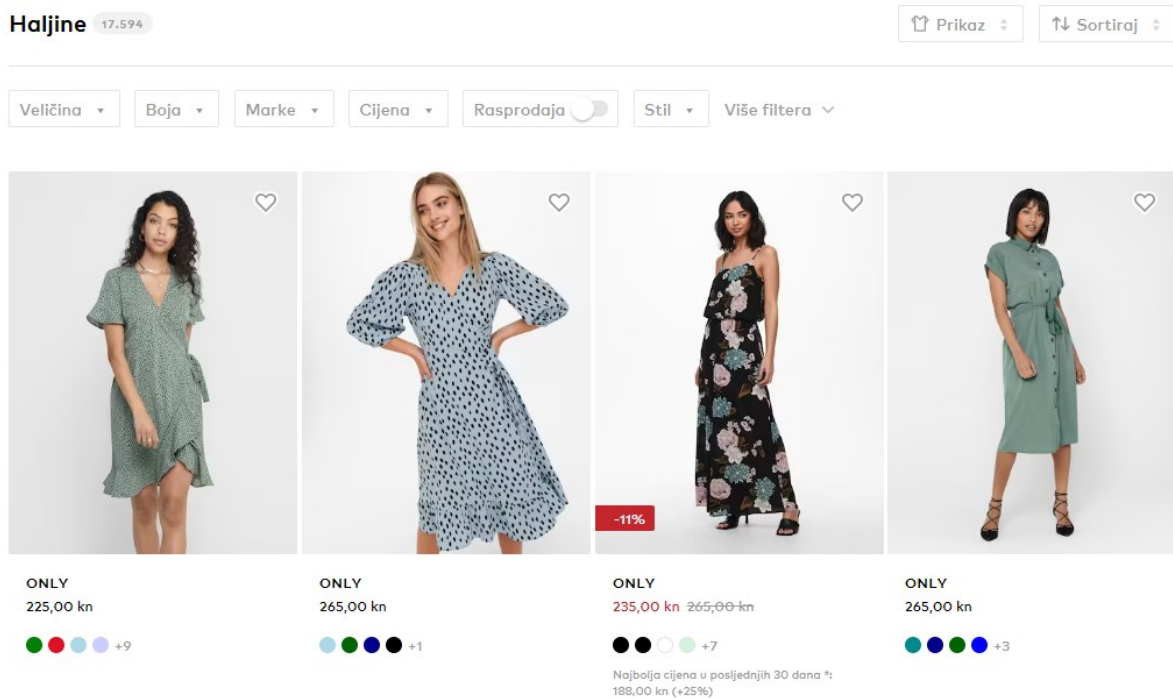 Haljine 17.594
Prikaz
Sortiraj
Veličina
Boja
Marke
Cijena
Rasprodaja
Stil
Više filtera
-11%
ONLY
225,00 kn
+9
ONLY
265,00 kn
+1
ONLY
235,00 kn 265,00 kn
+7
Najbolja cijena u posljednjih 30 dana *:
188,00 kn (+25%)
ONLY
265,00 kn
+3